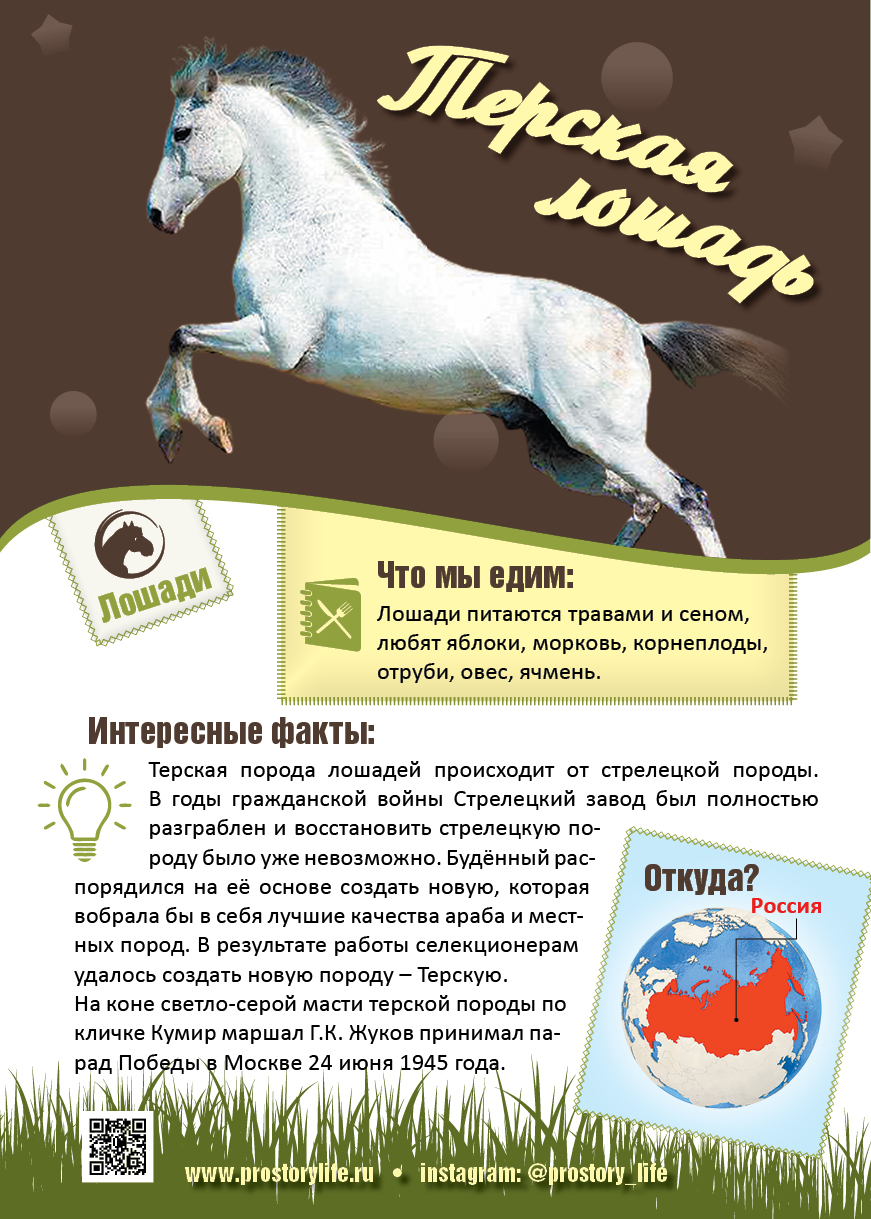 Терская
лошадь
Лошади
Что мы едим:
Лошади питаются травами и сеном,
любят яблоки, морковь, корнеплоды,
отруби, овес, ячмень.
Интересные факты:
Терская порода лошадей происходит от стрелецкой породы.
В годы гражданской войны Стрелецкий завод был полностью
разграблен и восстановить стрелецкую по-
роду было уже невозможно. Будённый рас-
порядился на её основе создать новую, которая
вобрала бы в себя лучшие качества араба и мест-
ных пород. В результате работы селекционерам
удалось создать новую породу – Терскую.
На коне светло-серой масти терской породы по
кличке Кумир маршал Г.К. Жуков принимал па-
рад Победы в Москве 24 июня 1945 года.
Откуда?
Россия
www.prostorylife.ru • instagram: @prostory_life